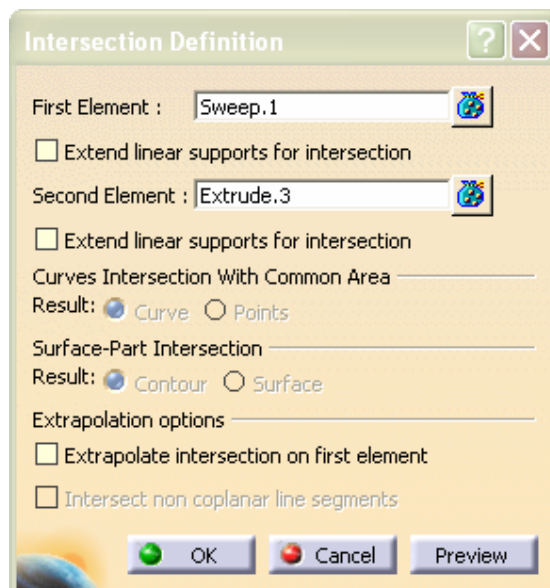 Intersection Definition
First Element : Sweep.1
Extend linear supports for intersection
Second Element : Extrude.3
Extend linear supports for intersection
Curves Intersection With Common Area
Result: Curve Points
Surface-Part Intersection
Result: Contour Surface
Extrapolation options
Extrapolate intersection on first element
Intersect non coplanar line segments
OK Cancel Preview